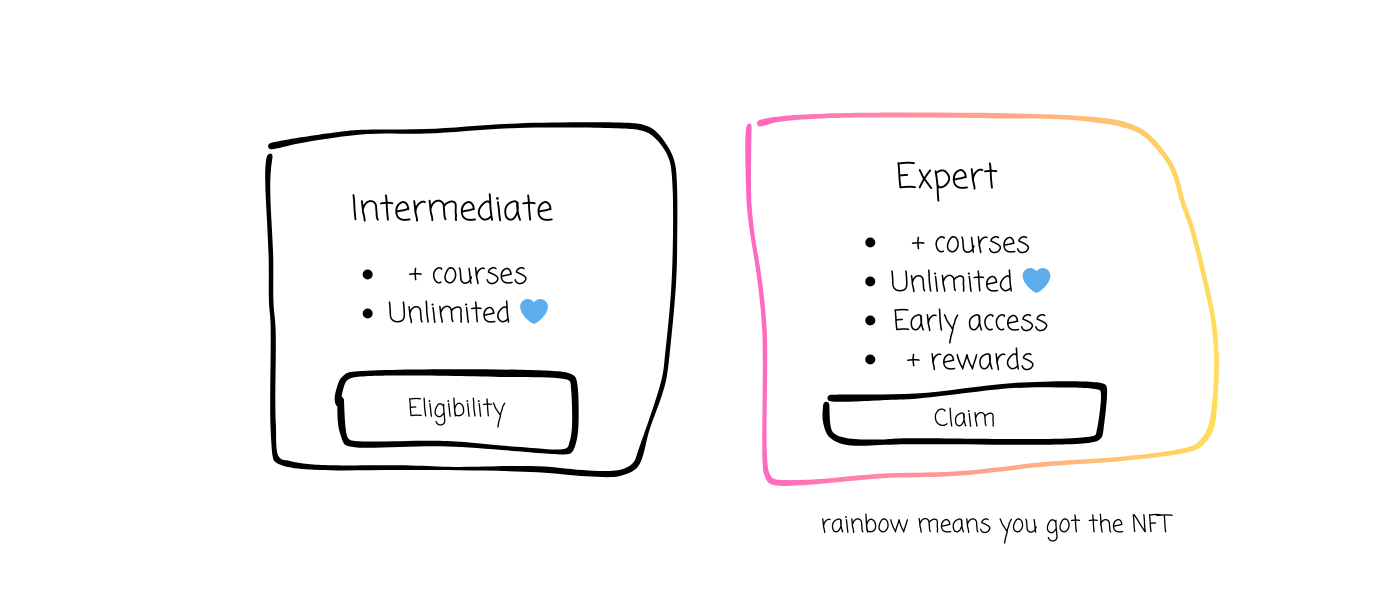 Intermediate
+ courses
Unlimited 💙
Eligibility
Expert
+ courses
Unlimited 💙
Early access
+ rewards
Claim
rainbow means you got the NFT